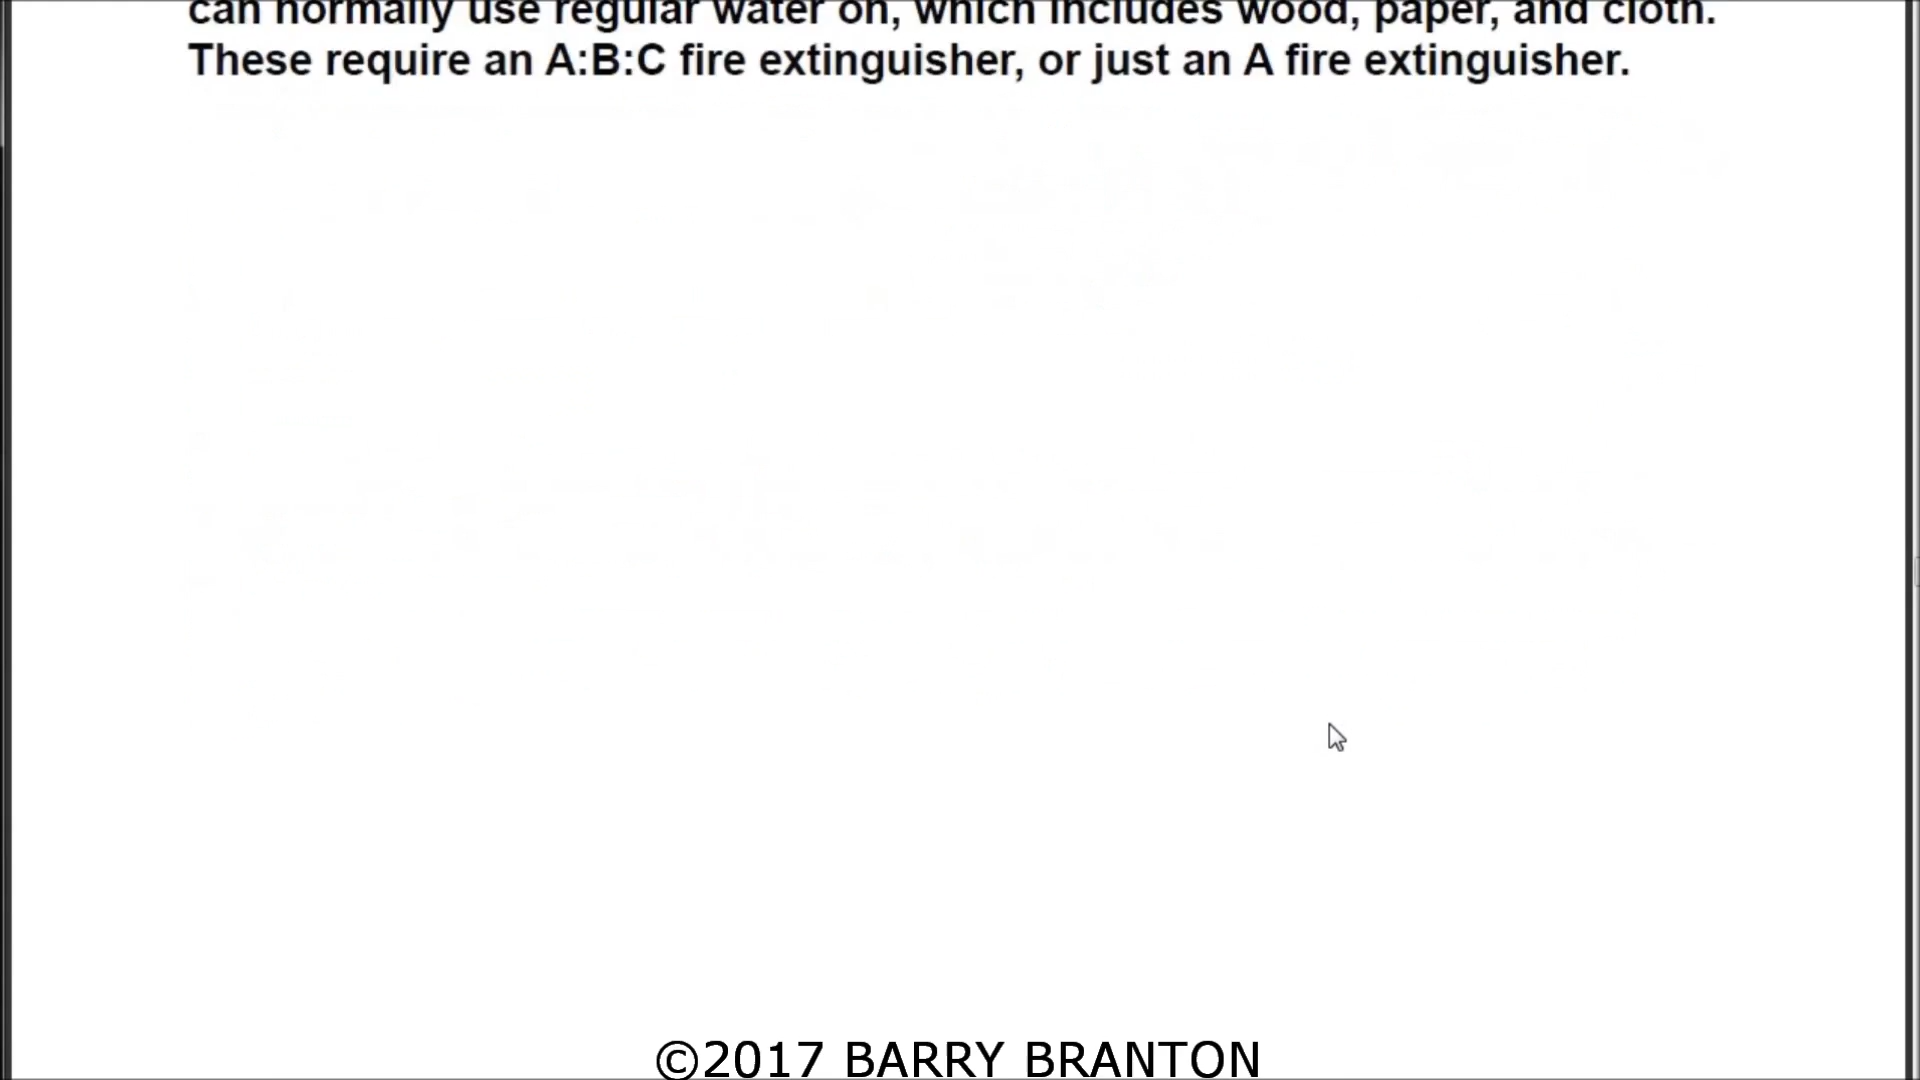 can normally use regular water on, which includes wood, paper, and cloth.
These require an A:B:C fire extinguisher, or just an A fire extinguisher.
©2017 BARRY BRANTON